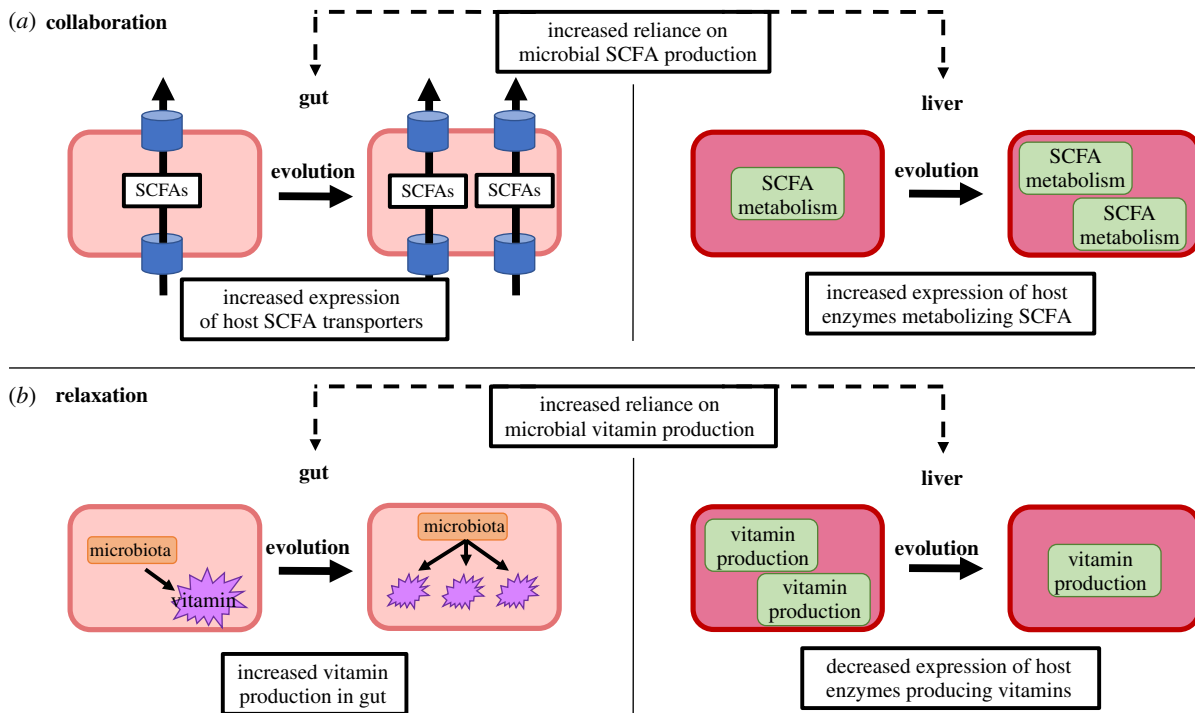 (a) collaboration
increased reliance on
microbial SCFA production
gut
liver
SCFAs
evolution
SCFAs
SCFAs
SCFA
metabolism
evolution
SCFA
metabolism
SCFA
metabolism
increased expression
of host SCFA transporters
increased expression of host
enzymes metabolizing SCFA
(b) relaxation
increased reliance on
microbial vitamin production
gut
liver
microbiota
vitamin
evolution
microbiota
vitamin
production
vitamin
production
evolution
vitamin
production
increased vitamin
production in gut
decreased expression of host
enzymes producing vitamins